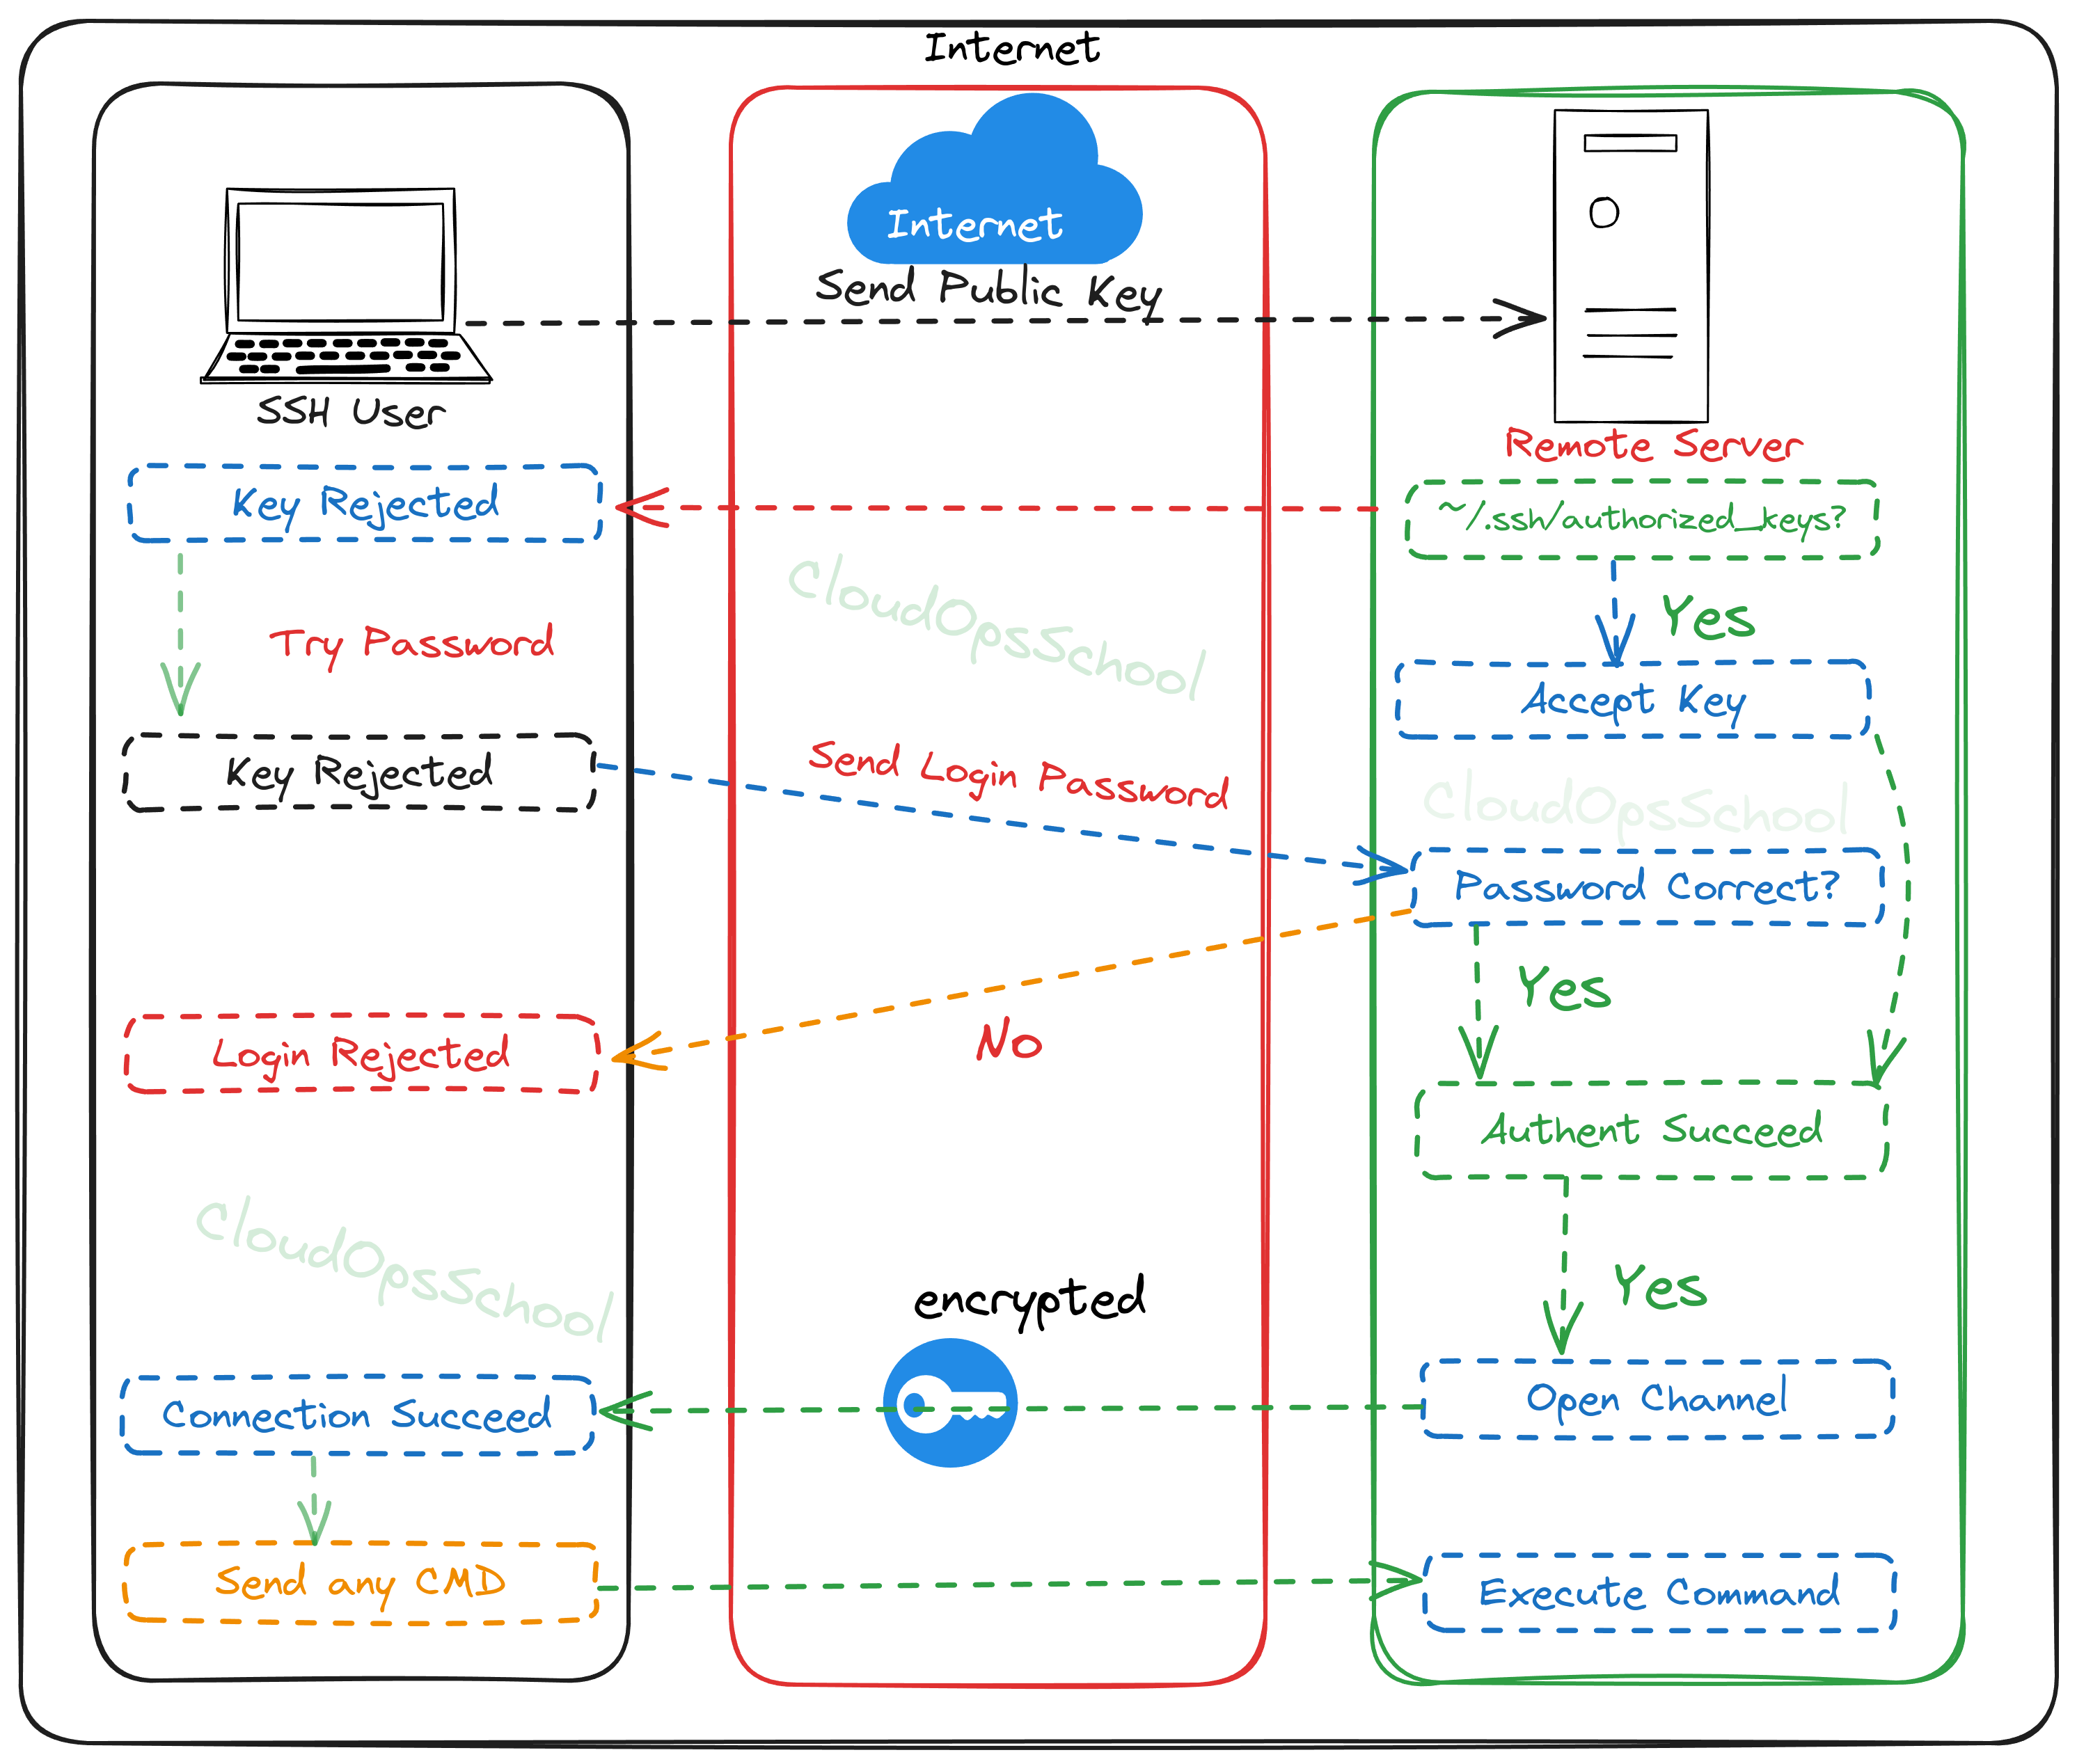 Internet
Internet
Send Public Key
SSH User
Remote Server
Key Rejected
~/.ssh/authorized_keys?
Yes
Try Password
CloudOpsSchool
Accept Key
Key Rejected
Send Login Password
CloudOpsSchool
Password Correct?
Yes
No
Login Rejected
Authent Succeed
CloudOpsSchool
Yes
encrypted
Connection Succeed
Open Channel
Send any CMD
Execute Command